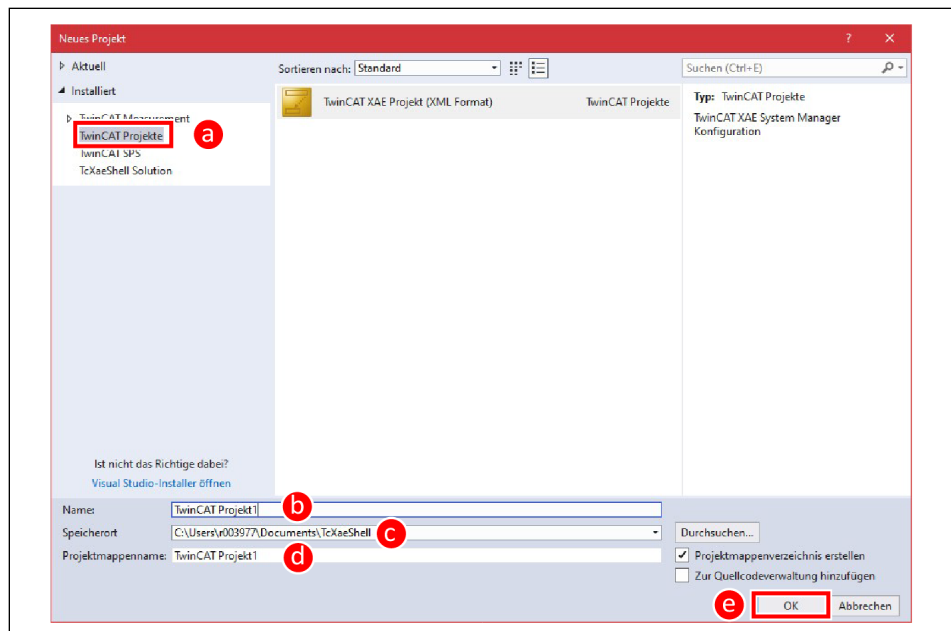 Neues Projekt ? ×
Aktuell
Sortieren nach: Standard
Suchen (Ctrl+E)
Installiert
TwinCAT XAE Projekt (XML Format) TwinCAT Projekte
Typ: TwinCAT Projekte
TwinCAT XAE System Manager
Konfiguration
TwinCAT Measurement
TwinCAT Projekte a
TwinCAT SPS
TcXaeShell Solution
Ist nicht das Richtige dabei?
Visual Studio-Installer öffnen
Name: TwinCAT Projekt1 b
Speicherort C:\Users\r003977\Documents\TcXaeShell c Durchsuchen...
Projektmappenname: TwinCAT Projekt1 d
Projektmappenverzeichnis erstellen
Zur Quellcodeverwaltung hinzufügen
e OK Abbrechen